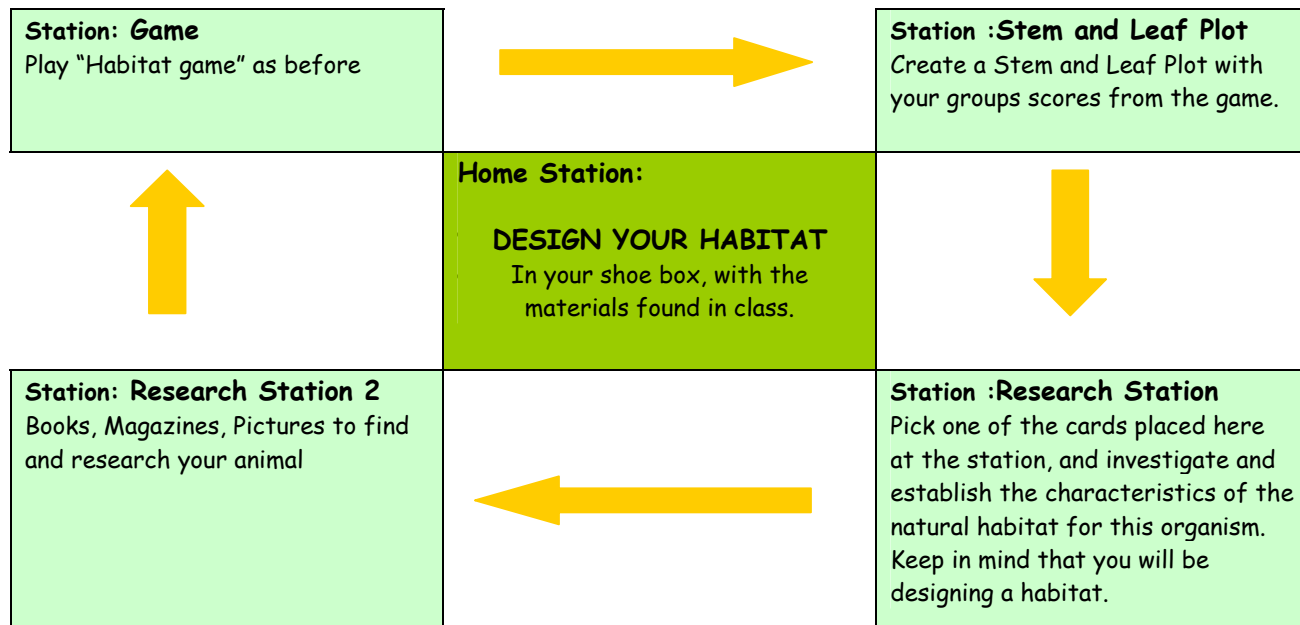 Station: Game
Play “Habitat game” as before
Station :Stem and Leaf Plot
Create a Stem and Leaf Plot with
your groups scores from the game.
Home Station:
DESIGN YOUR HABITAT
In your shoe box, with the
materials found in class.
Station: Research Station 2
Books, Magazines, Pictures to find
and research your animal
Station :Research Station
Pick one of the cards placed here
at the station, and investigate and
establish the characteristics of the
natural habitat for this organism.
Keep in mind that you will be
designing a habitat.